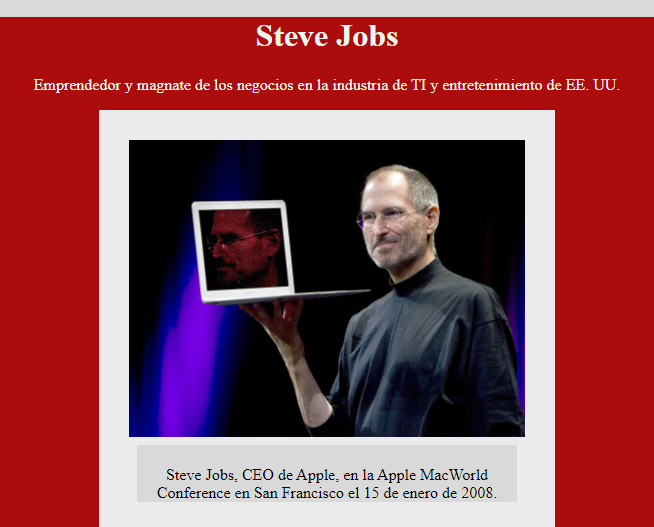 Steve Jobs
Emprendedor y magnate de los negocios en la industria de TI y entretenimiento de EE. UU.
Steve Jobs, CEO de Apple, en la Apple MacWorld
Conference en San Francisco el 15 de enero de 2008.